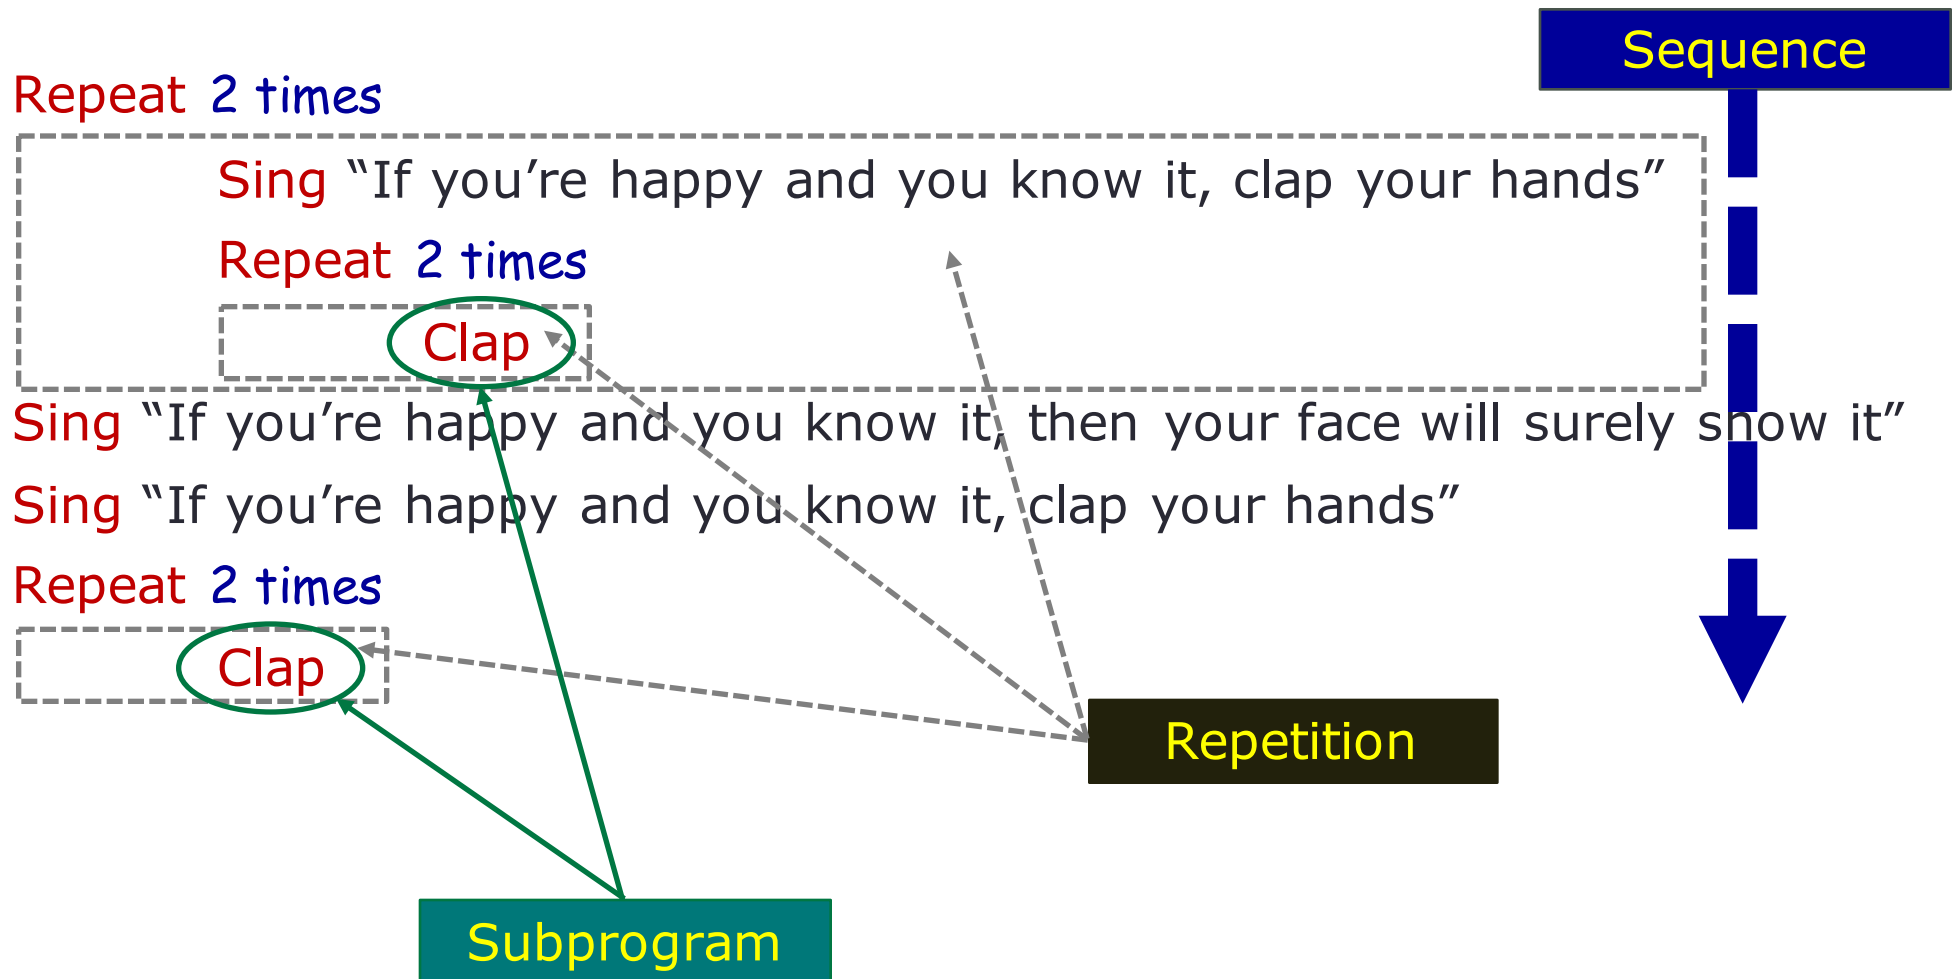 Sequence
Repeat 2 times
Sing “If you’re happy and you know it, clap your hands”
Repeat 2 times
Clap
Sing “If you’re happy and you know it, then your face will surely show it”
Sing “If you’re happy and you know it, clap your hands”
Repeat 2 times
Clap
Repetition
Subprogram